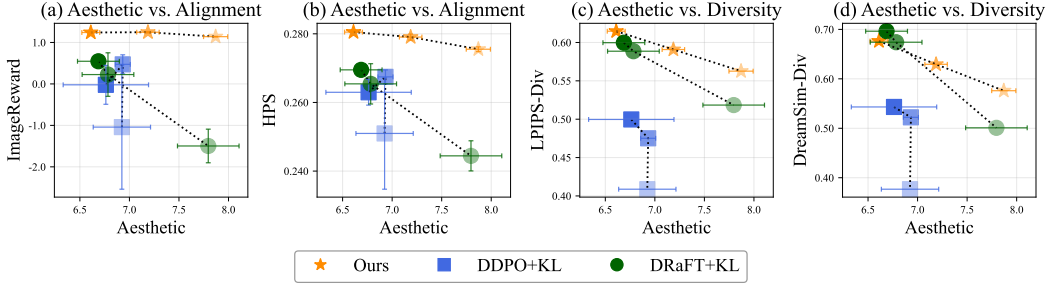 (a) Aesthetic vs. Alignment
ImageReward
1.0
0.0
-1.0
-2.0
6.5 7.0 7.5 8.0
Aesthetic
(b) Aesthetic vs. Alignment
HPS
0.280
0.260
0.240
6.5 7.0 7.5 8.0
Aesthetic
(c) Aesthetic vs. Diversity
LPIPS-Div
0.60
0.55
0.50
0.45
0.40
6.5 7.0 7.5 8.0
Aesthetic
(d) Aesthetic vs. Diversity
DreamSim-Div
0.70
0.60
0.50
0.40
6.5 7.0 7.5 8.0
Aesthetic
Ours DDPO+KL DRaFT+KL